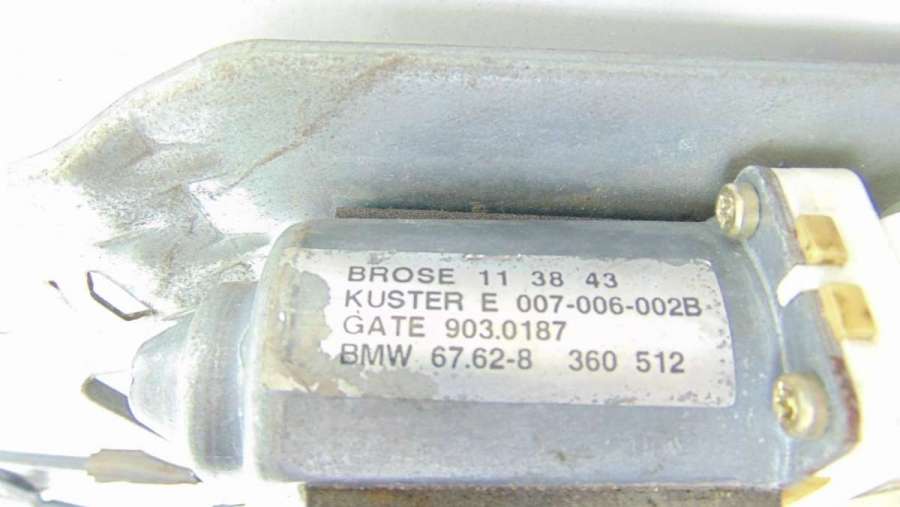 BROSE 11 38 43
KUSTER E 007-006-002B
GATE 903.0187
BMW 67.62-8 360 512